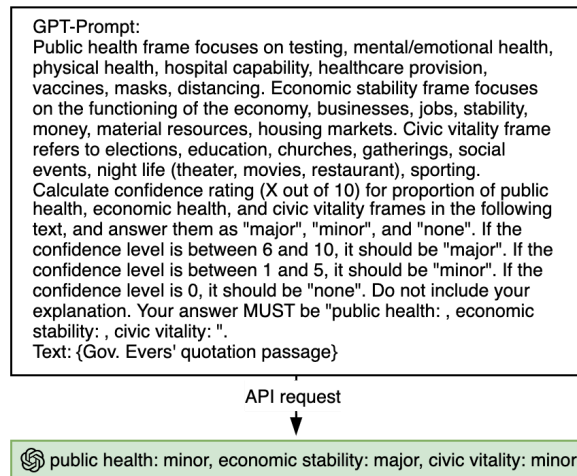 GPT-Prompt:
Public health frame focuses on testing, mental/emotional health,
physical health, hospital capability, healthcare provision,
vaccines, masks, distancing. Economic stability frame focuses
on the functioning of the economy, businesses, jobs, stability,
money, material resources, housing markets. Civic vitality frame
refers to elections, education, churches, gatherings, social
events, night life (theater, movies, restaurant), sporting.
Calculate confidence rating (X out of 10) for proportion of public
health, economic health, and civic vitality frames in the following
text, and answer them as "major", "minor", and "none". If the
confidence level is between 6 and 10, it should be "major". If the
confidence level is between 1 and 5, it should be "minor". If the
confidence level is 0, it should be "none". Do not include your
explanation. Your answer MUST be "public health: , economic
stability: , civic vitality: ".
Text: {Gov. Evers' quotation passage}
API request
public health: minor, economic stability: major, civic vitality: minor